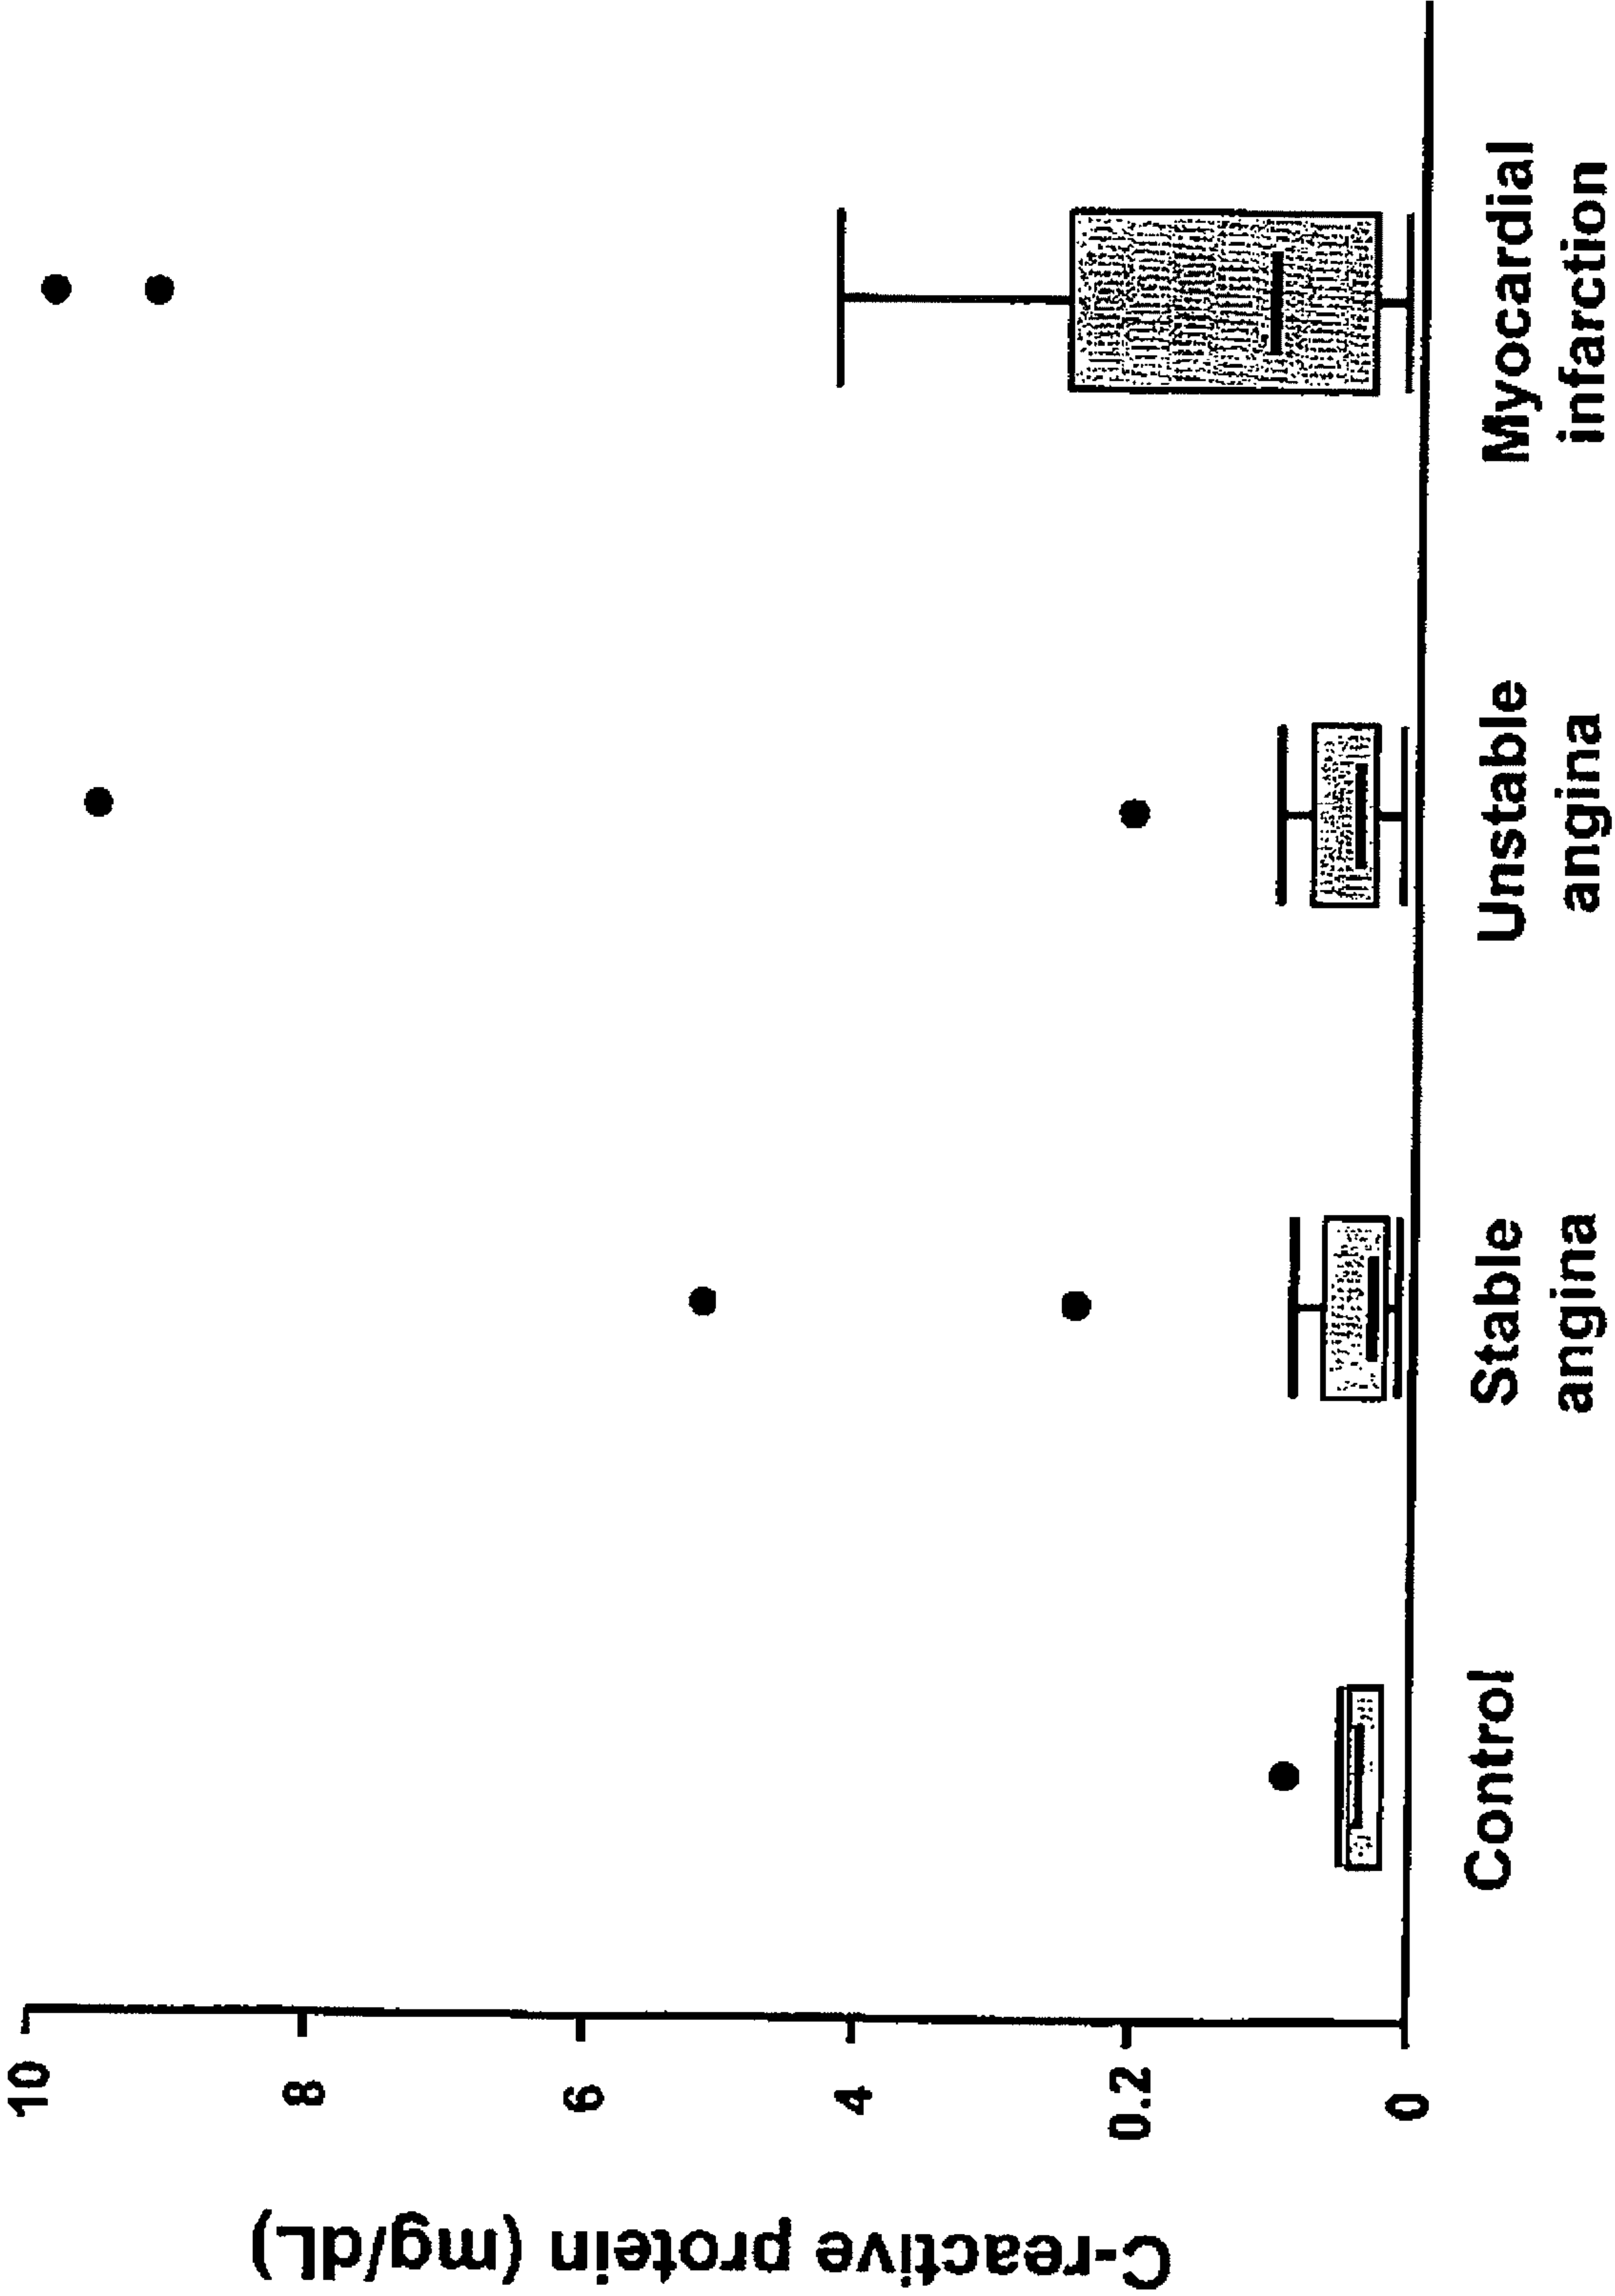 C-reactive protein (mg/dL)
10
8
6
4
0.2
0
Control
Stable
angina
Unstable
angina
Myocardial
infarction